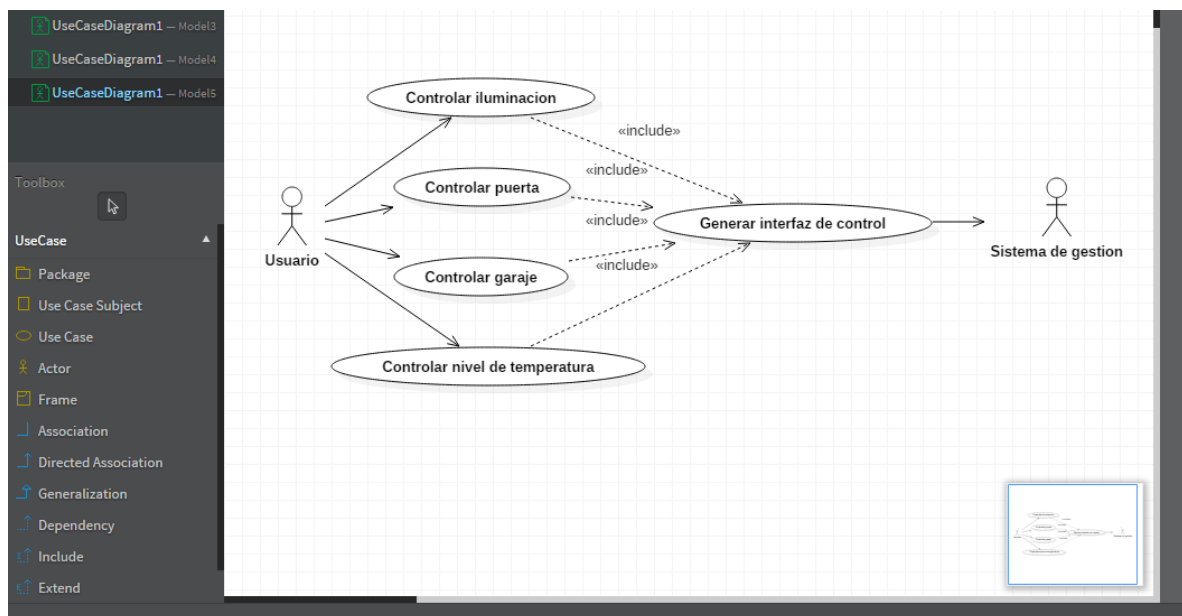 UseCaseDiagram1 — Model3
UseCaseDiagram1 — Model4
UseCaseDiagram1 — Model5
Toolbox
UseCase
Package
Use Case Subject
Use Case
Actor
Frame
Association
Directed Association
Generalization
Dependency
Include
Extend
Controlar iluminacion
«include»
«include»
Controlar puerta
«include»
Generar interfaz de control
Usuario
Sistema de gestion
«include»
Controlar garaje
Controlar nivel de temperatura